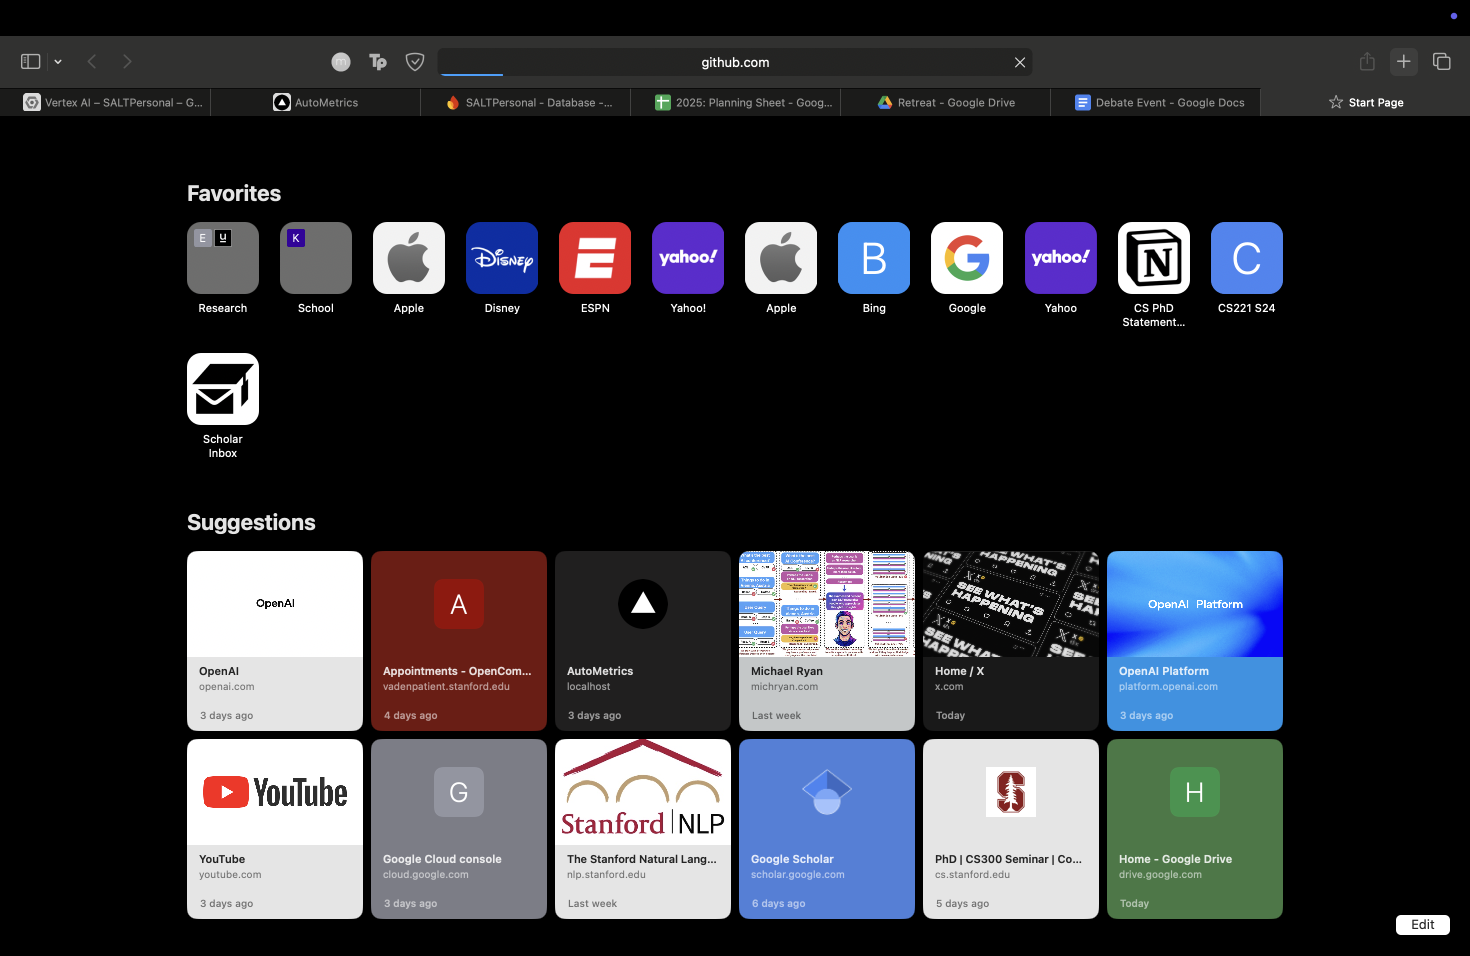 github.com
Vertex AI – SALTPersonal – G...
AutoMetrics
SALTPersonal - Database -...
2025: Planning Sheet - Goog...
Retreat - Google Drive
Debate Event - Google Docs
Start Page
Favorites
E U
K
DISNEY
yahoo!
B
yahoo!
N
C
Research
School
Apple
Disney
ESPN
Yahoo!
Apple
Bing
Google
Yahoo
CS PhD
Statement...
CS221 S24
Scholar
Inbox
Suggestions
OpenAI
OpenAI
openai.com
3 days ago
A
Appointments - OpenCom...
vadenpatient.stanford.edu
4 days ago
AutoMetrics
localhost
3 days ago
Michael Ryan
michryan.com
Last week
SEE WHAT'S
HAPPENING
Home / X
x.com
Today
OpenAI Platform
OpenAI Platform
platform.openai.com
3 days ago
YouTube
YouTube
youtube.com
3 days ago
G
Google Cloud console
cloud.google.com
3 days ago
Stanford NLP
The Stanford Natural Lang...
nlp.stanford.edu
Last week
Google Scholar
scholar.google.com
6 days ago
S
PhD | CS300 Seminar | Co...
cs.stanford.edu
5 days ago
H
Home - Google Drive
drive.google.com
Today
Edit